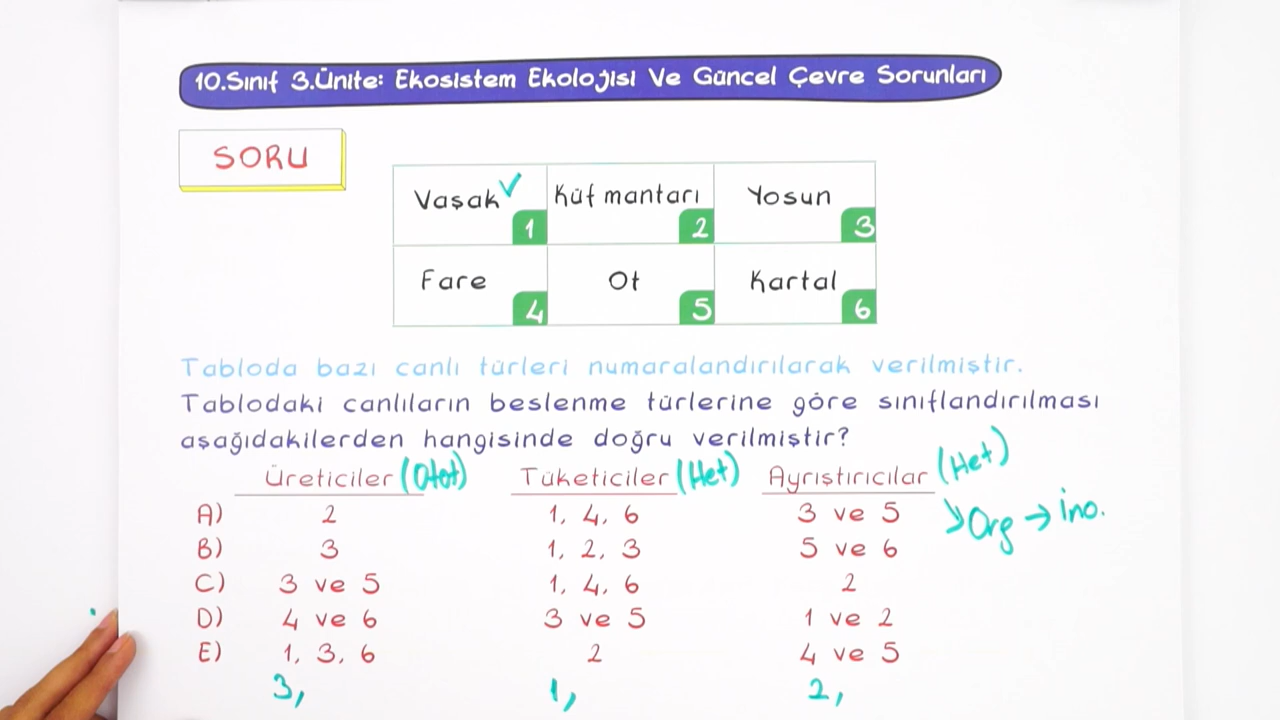 10.Sınıf 3.Ünite: Ekosistem Ekolojisi Ve Güncel Çevre Sorunları
SORU
Vaşak ✓ 1 Küf mantarı 2 Yosun 3
Fare 4 Ot 5 Kartal 6
Tabloda bazı canlı türleri numaralandırılarak verilmiştir.
Tablodaki canlıların beslenme türlerine göre sınıflandırılması
aşağıdakilerden hangisinde doğru verilmiştir?
Üreticiler (Otot) Tüketiciler (Het) Ayrıştırıcılar (Het)
A) 2 1, 4, 6 3 ve 5 ↘ Org → İno.
B) 3 1, 2, 3 5 ve 6
C) 3 ve 5 1, 4, 6 2
D) 4 ve 6 3 ve 5 1 ve 2
E) 1, 3, 6 2 4 ve 5
3, 1, 2,